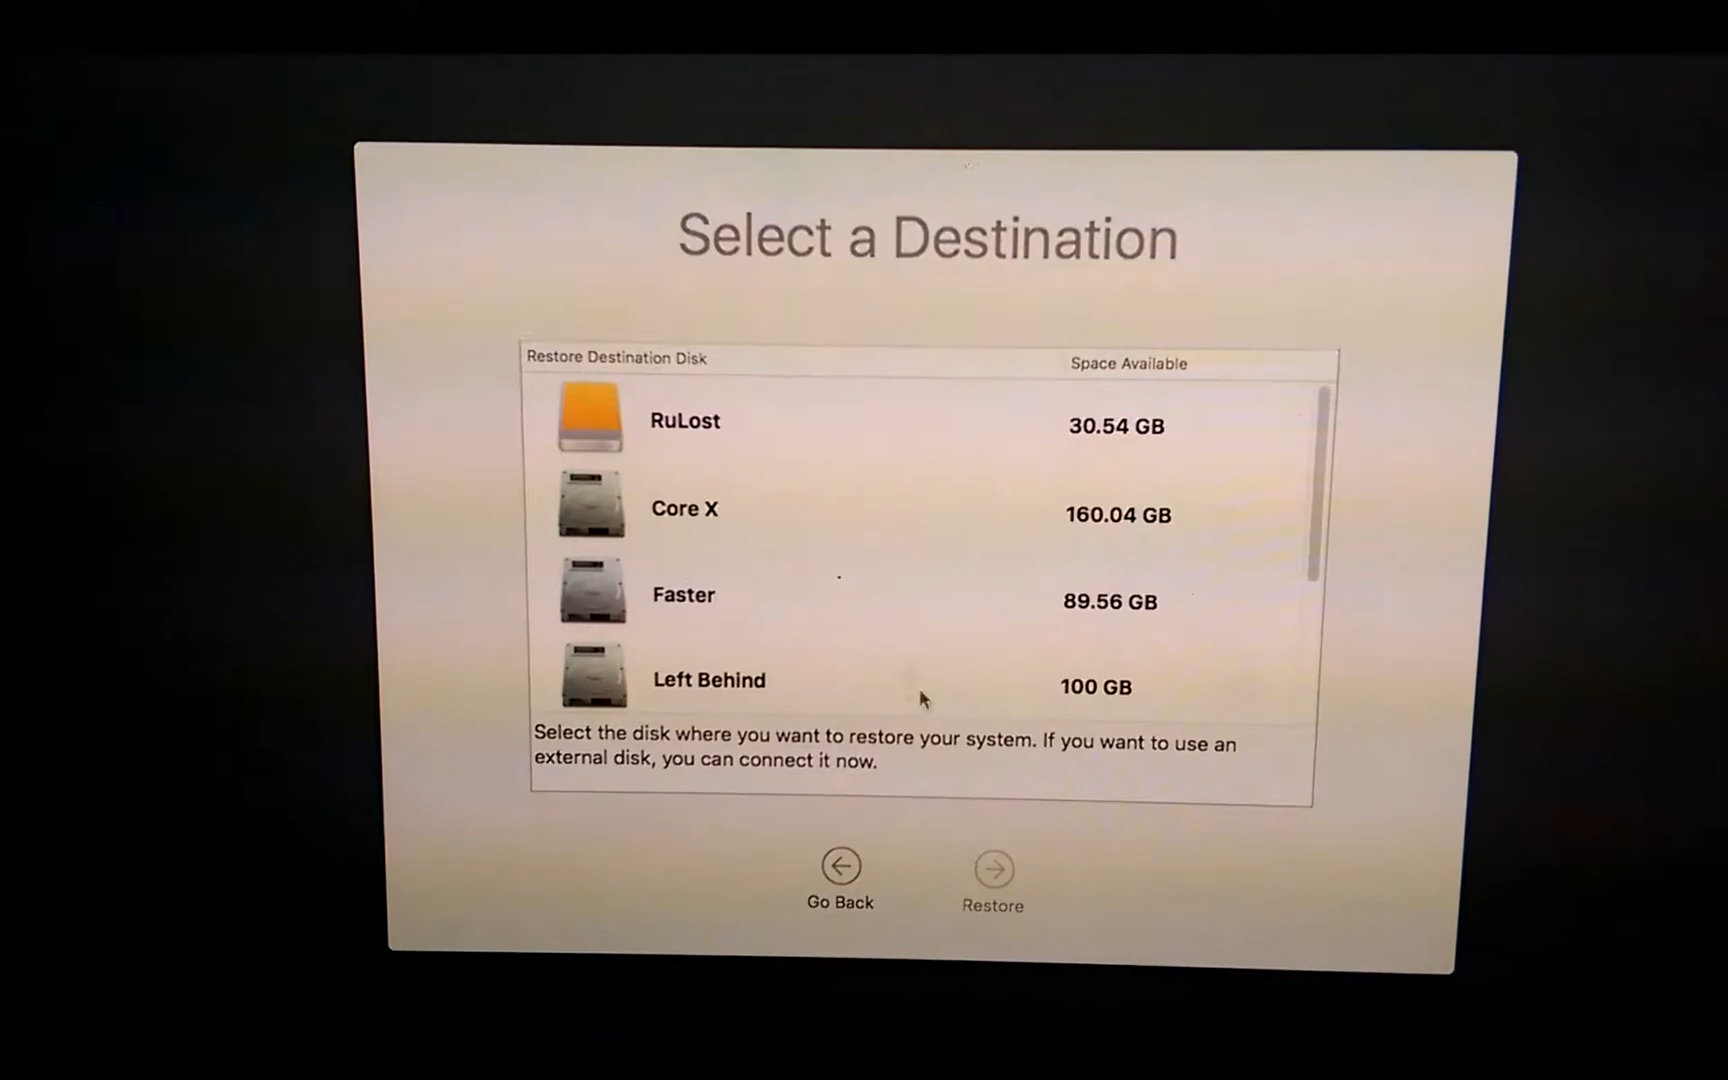 Select a Destination
Restore Destination Disk Space Available
RuLost 30.54 GB
Core X 160.04 GB
Faster 89.56 GB
Left Behind 100 GB
Select the disk where you want to restore your system. If you want to use an
external disk, you can connect it now.
Go Back Restore